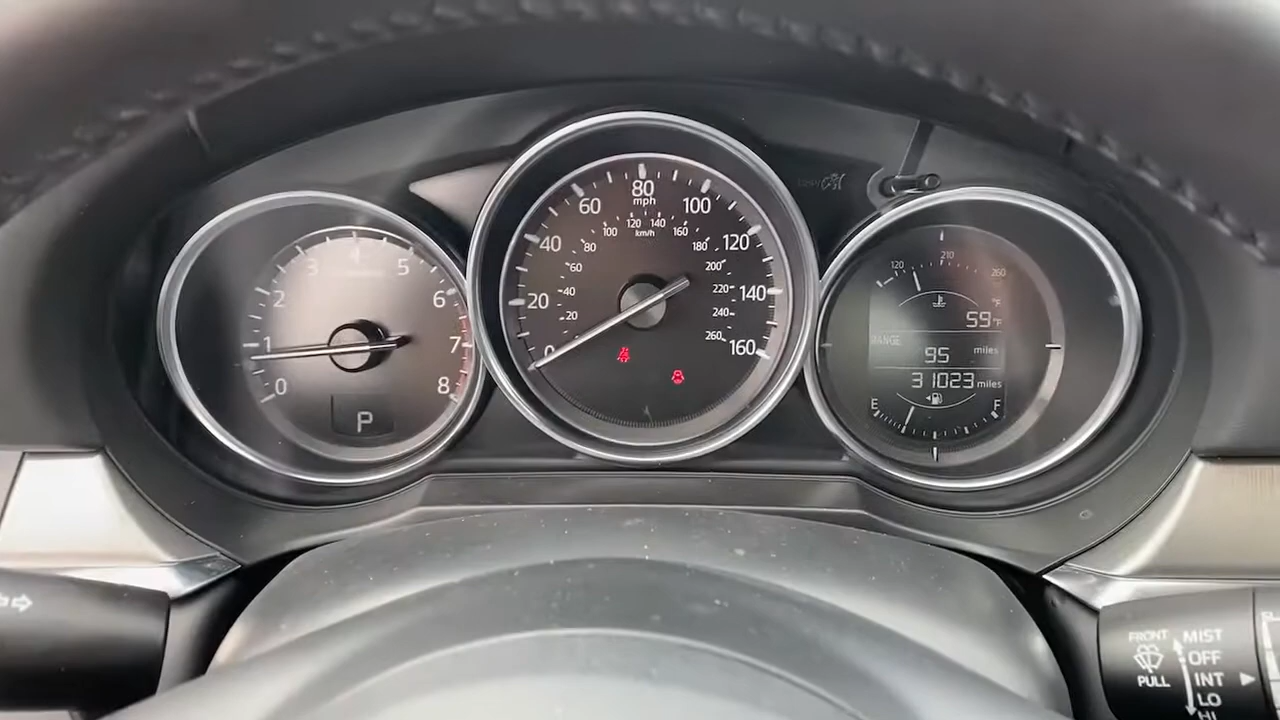 0
1
2
3
4
5
6
7
8
P
0
20
40
60
80
mph
100
120
140
160
20
40
60
80
100
120
140
km/h
160
180
200
220
240
260
120
210
260
°F
59°F
RANGE
95 miles
31023 miles
E F
FRONT
PULL
MIST
OFF
INT
LO
HI